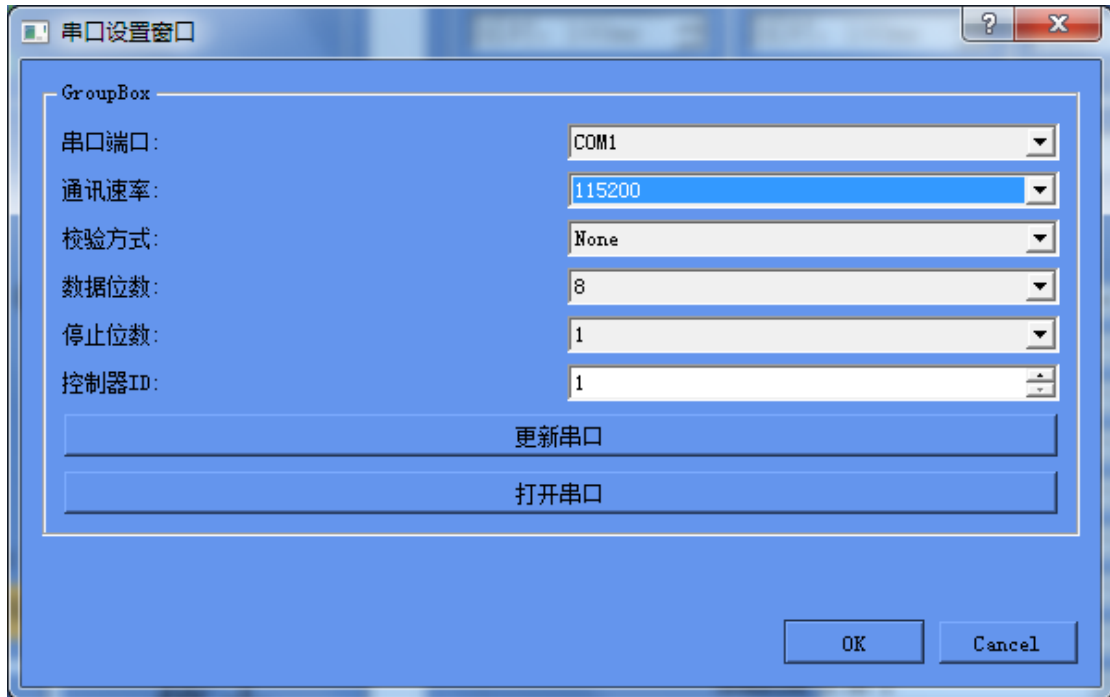 串口设置窗口
GroupBox
串口端口: COM1
通讯速率: 115200
校验方式: None
数据位数: 8
停止位数: 1
控制器ID: 1
更新串口
打开串口
OK Cancel